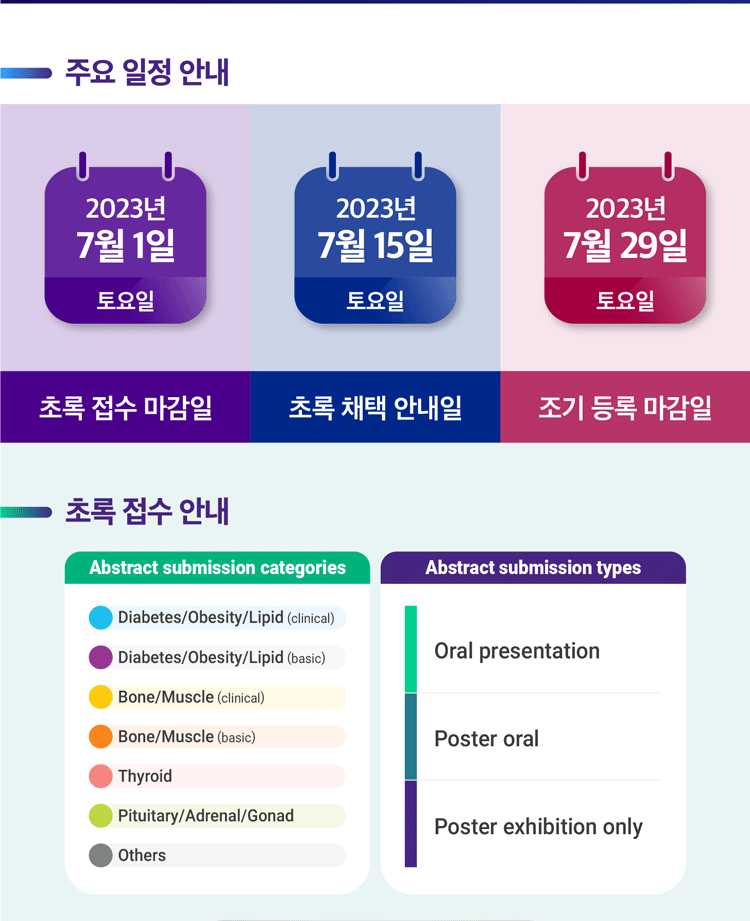 주요 일정 안내
2023년
7월 1일
토요일
초록 접수 마감일
2023년
7월 15일
토요일
초록 채택 안내일
2023년
7월 29일
토요일
조기 등록 마감일
초록 접수 안내
Abstract submission categories
Diabetes/Obesity/Lipid (clinical)
Diabetes/Obesity/Lipid (basic)
Bone/Muscle (clinical)
Bone/Muscle (basic)
Thyroid
Pituitary/Adrenal/Gonad
Others
Abstract submission types
Oral presentation
Poster oral
Poster exhibition only